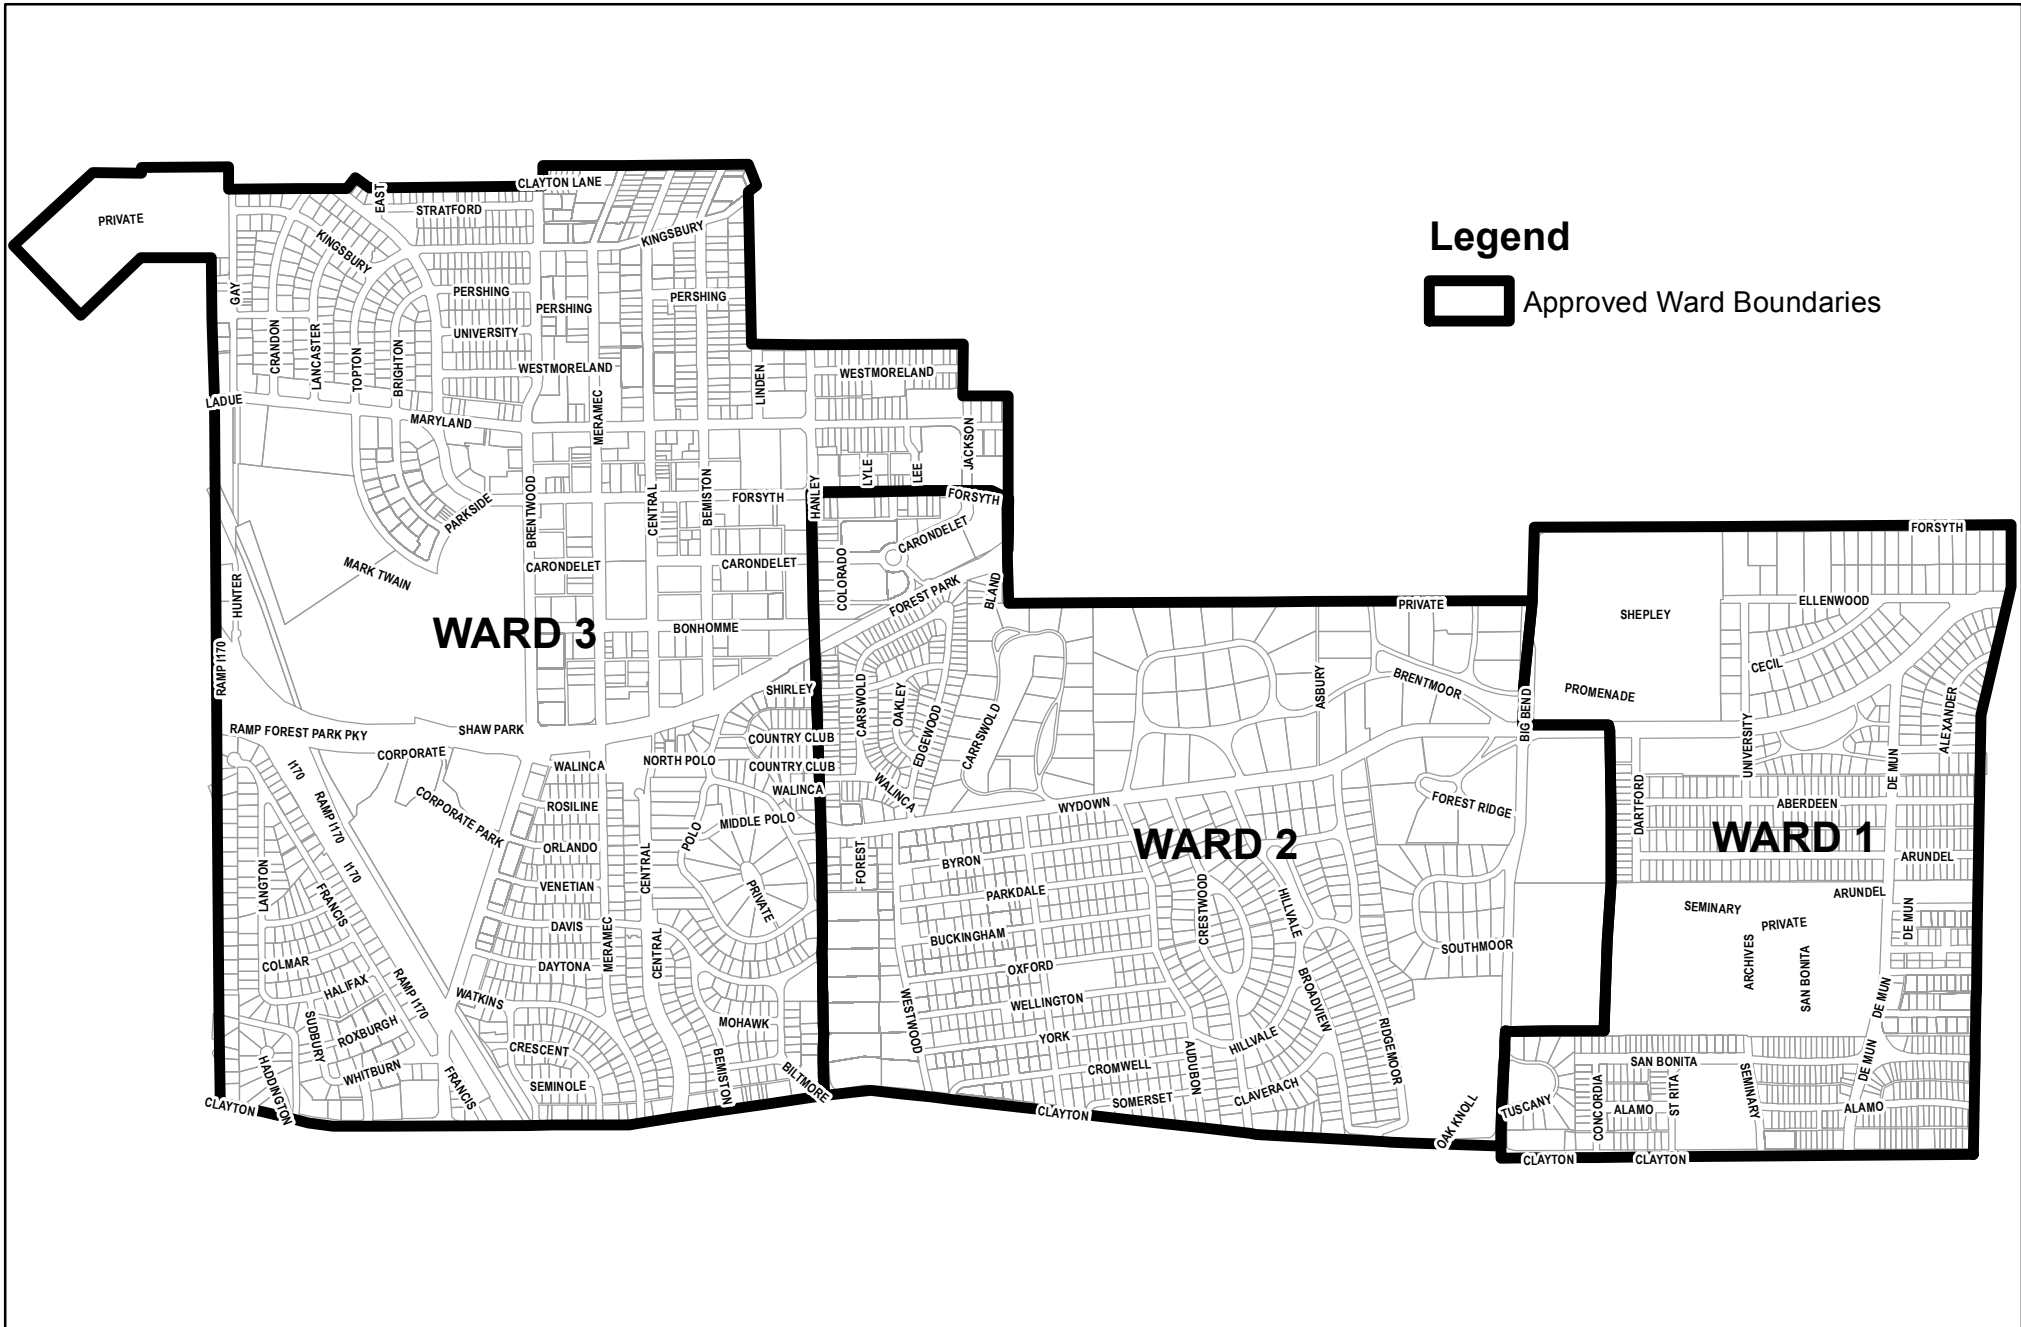 Legend
Approved Ward Boundaries
WARD 3
WARD 2
WARD 1
PRIVATE
EAST
CLAYTON LANE
STRATFORD
KINGSBURY
KINGSBURY
GAY
PERSHING
PERSHING
PERSHING
UNIVERSITY
CRANDON
LANCASTER
TOPTON
BRIGHTON
WESTMORELAND
WESTMORELAND
LINDEN
LADUE
MARYLAND
MERAMEC
JACKSON
LYLE
LEE
HANLEY
FORSYTH
FORSYTH
BRENTWOOD
CENTRAL
BEMISTON
PARKSIDE
MARK TWAIN
CARONDELET
CARONDELET
CARONDELET
COLORADO
FOREST PARK
BLAND
HUNTER
BONHOMME
RAMP I170
SHIRLEY
CARSWOLD
OAKLEY
EDGEWOOD
CARRSWOLD
RAMP FOREST PARK PKY
SHAW PARK
CORPORATE
CORPORATE PARK
COUNTRY CLUB
COUNTRY CLUB
NORTH POLO
WALINCA
WALINCA
WALINCA
I170
RAMP I170
I170
ROSILINE
ORLANDO
VENETIAN
DAVIS
DAYTONA
MIDDLE POLO
POLO
PRIVATE
CENTRAL
CENTRAL
MERAMEC
LANGTON
FRANCIS
COLMAR
HALIFAX
RAMP I170
WATKINS
SUDBURY
ROXBURGH
WHITBURN
HADDINGTON
CLAYTON
FRANCIS
CRESCENT
SEMINOLE
MOHAWK
BEMISTON
BILTMORE
PRIVATE
ASBURY
BRENTMOOR
BIG BEND
WYDOWN
FOREST RIDGE
FOREST
BYRON
PARKDALE
BUCKINGHAM
OXFORD
WELLINGTON
YORK
CROMWELL
SOMERSET
WESTWOOD
CRESTWOOD
HILLVALE
HILLVALE
BROADVIEW
RIDGEMOOR
SOUTHMOOR
AUDUBON
CLAVERACH
CLAYTON
OAK KNOLL
FORSYTH
SHEPLEY
ELLENWOOD
CECIL
PROMENADE
UNIVERSITY
ALEXANDER
DE MUN
DARTFORD
ABERDEEN
ARUNDEL
ARUNDEL
SEMINARY
PRIVATE
DE MUN
ARCHIVES
SAN BONITA
DE MUN
SAN BONITA
DE MUN
TUSCANY
CONCORDIA
ALAMO
ST RITA
SEMINARY
ALAMO
CLAYTON
CLAYTON